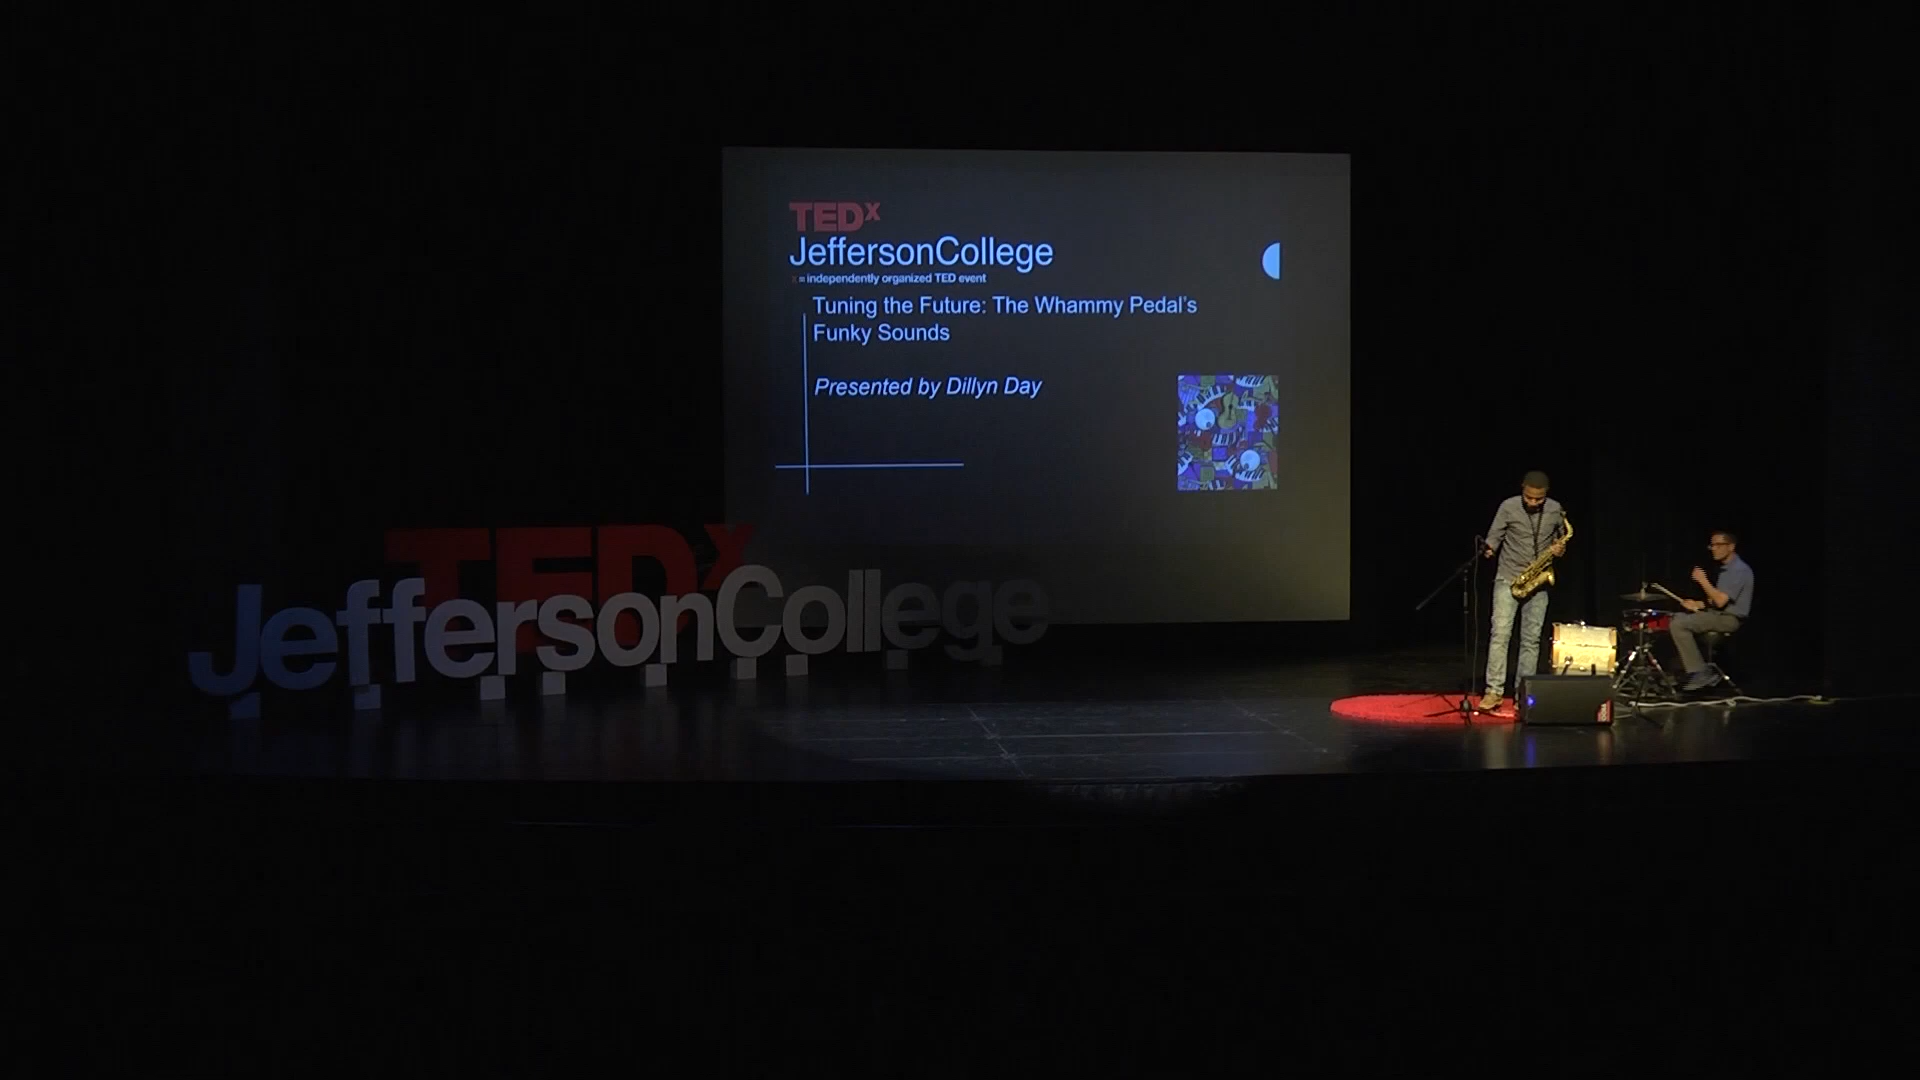 TEDx
JeffersonCollege
x = independently organized TED event
Tuning the Future: The Whammy Pedal's
Funky Sounds
Presented by Dillyn Day
TEDx
JeffersonCollege